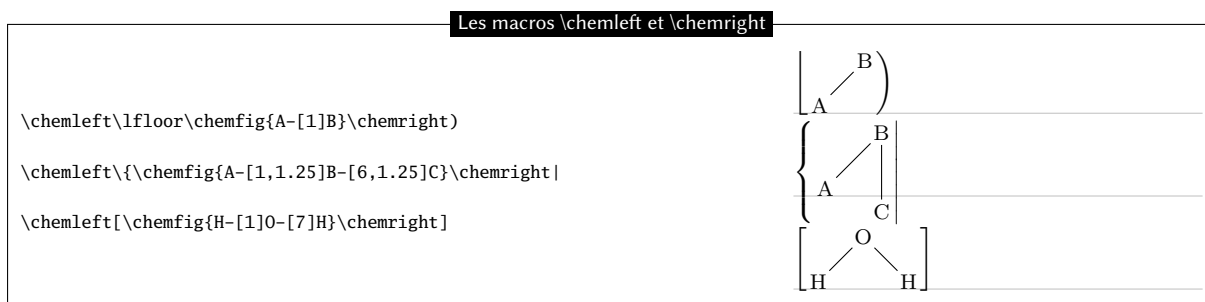 Les macros \chemleft et \chemright
\chemleft\lfloor\chemfig{A-[1]B}\chemright)
\chemleft\{\chemfig{A-[1,1.25]B-[6,1.25]C}\chemright|
\chemleft[\chemfig{H-[1]O-[7]H}\chemright]
B
A
B
A
C
O
H H